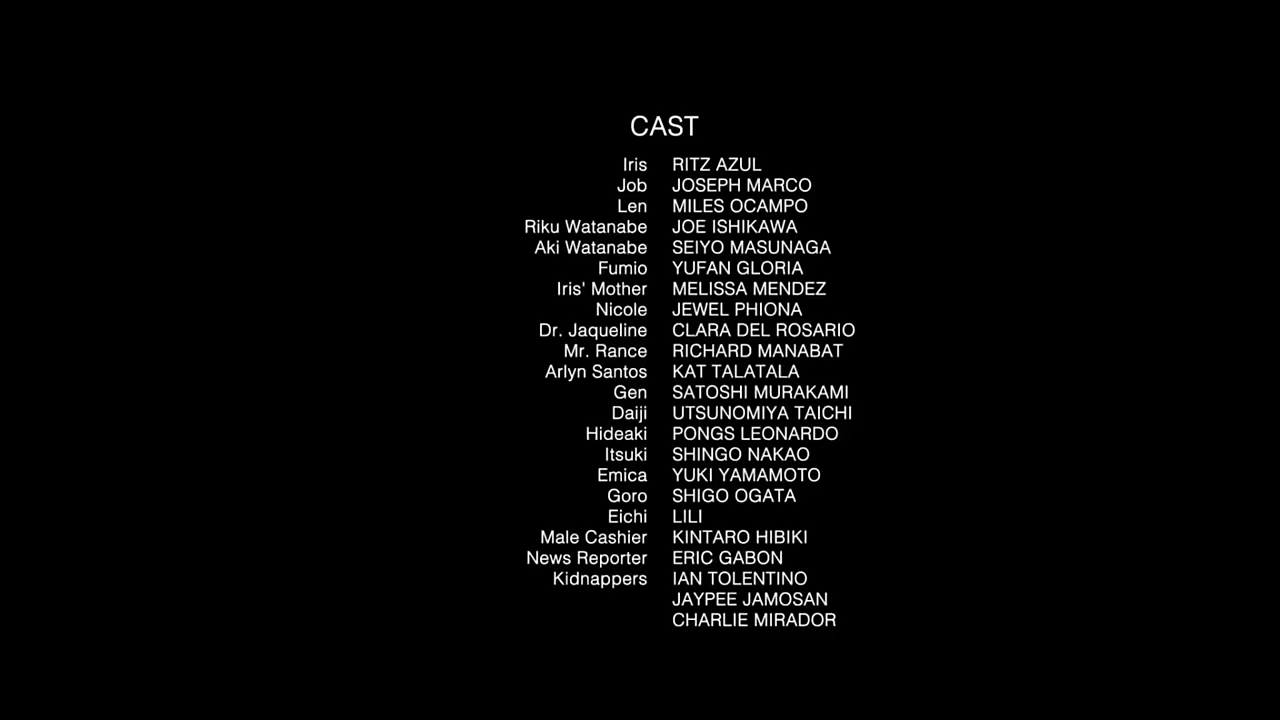 CAST
Iris RITZ AZUL
Job JOSEPH MARCO
Len MILES OCAMPO
Riku Watanabe JOE ISHIKAWA
Aki Watanabe SEIYO MASUNAGA
Fumio YUFAN GLORIA
Iris' Mother MELISSA MENDEZ
Nicole JEWEL PHIONA
Dr. Jaqueline CLARA DEL ROSARIO
Mr. Rance RICHARD MANABAT
Arlyn Santos KAT TALATALA
Gen SATOSHI MURAKAMI
Daiji UTSUNOMIYA TAICHI
Hideaki PONGS LEONARDO
Itsuki SHINGO NAKAO
Emica YUKI YAMAMOTO
Goro SHIGO OGATA
Eichi LILI
Male Cashier KINTARO HIBIKI
News Reporter ERIC GABON
Kidnappers IAN TOLENTINO
JAYPEE JAMOSAN
CHARLIE MIRADOR